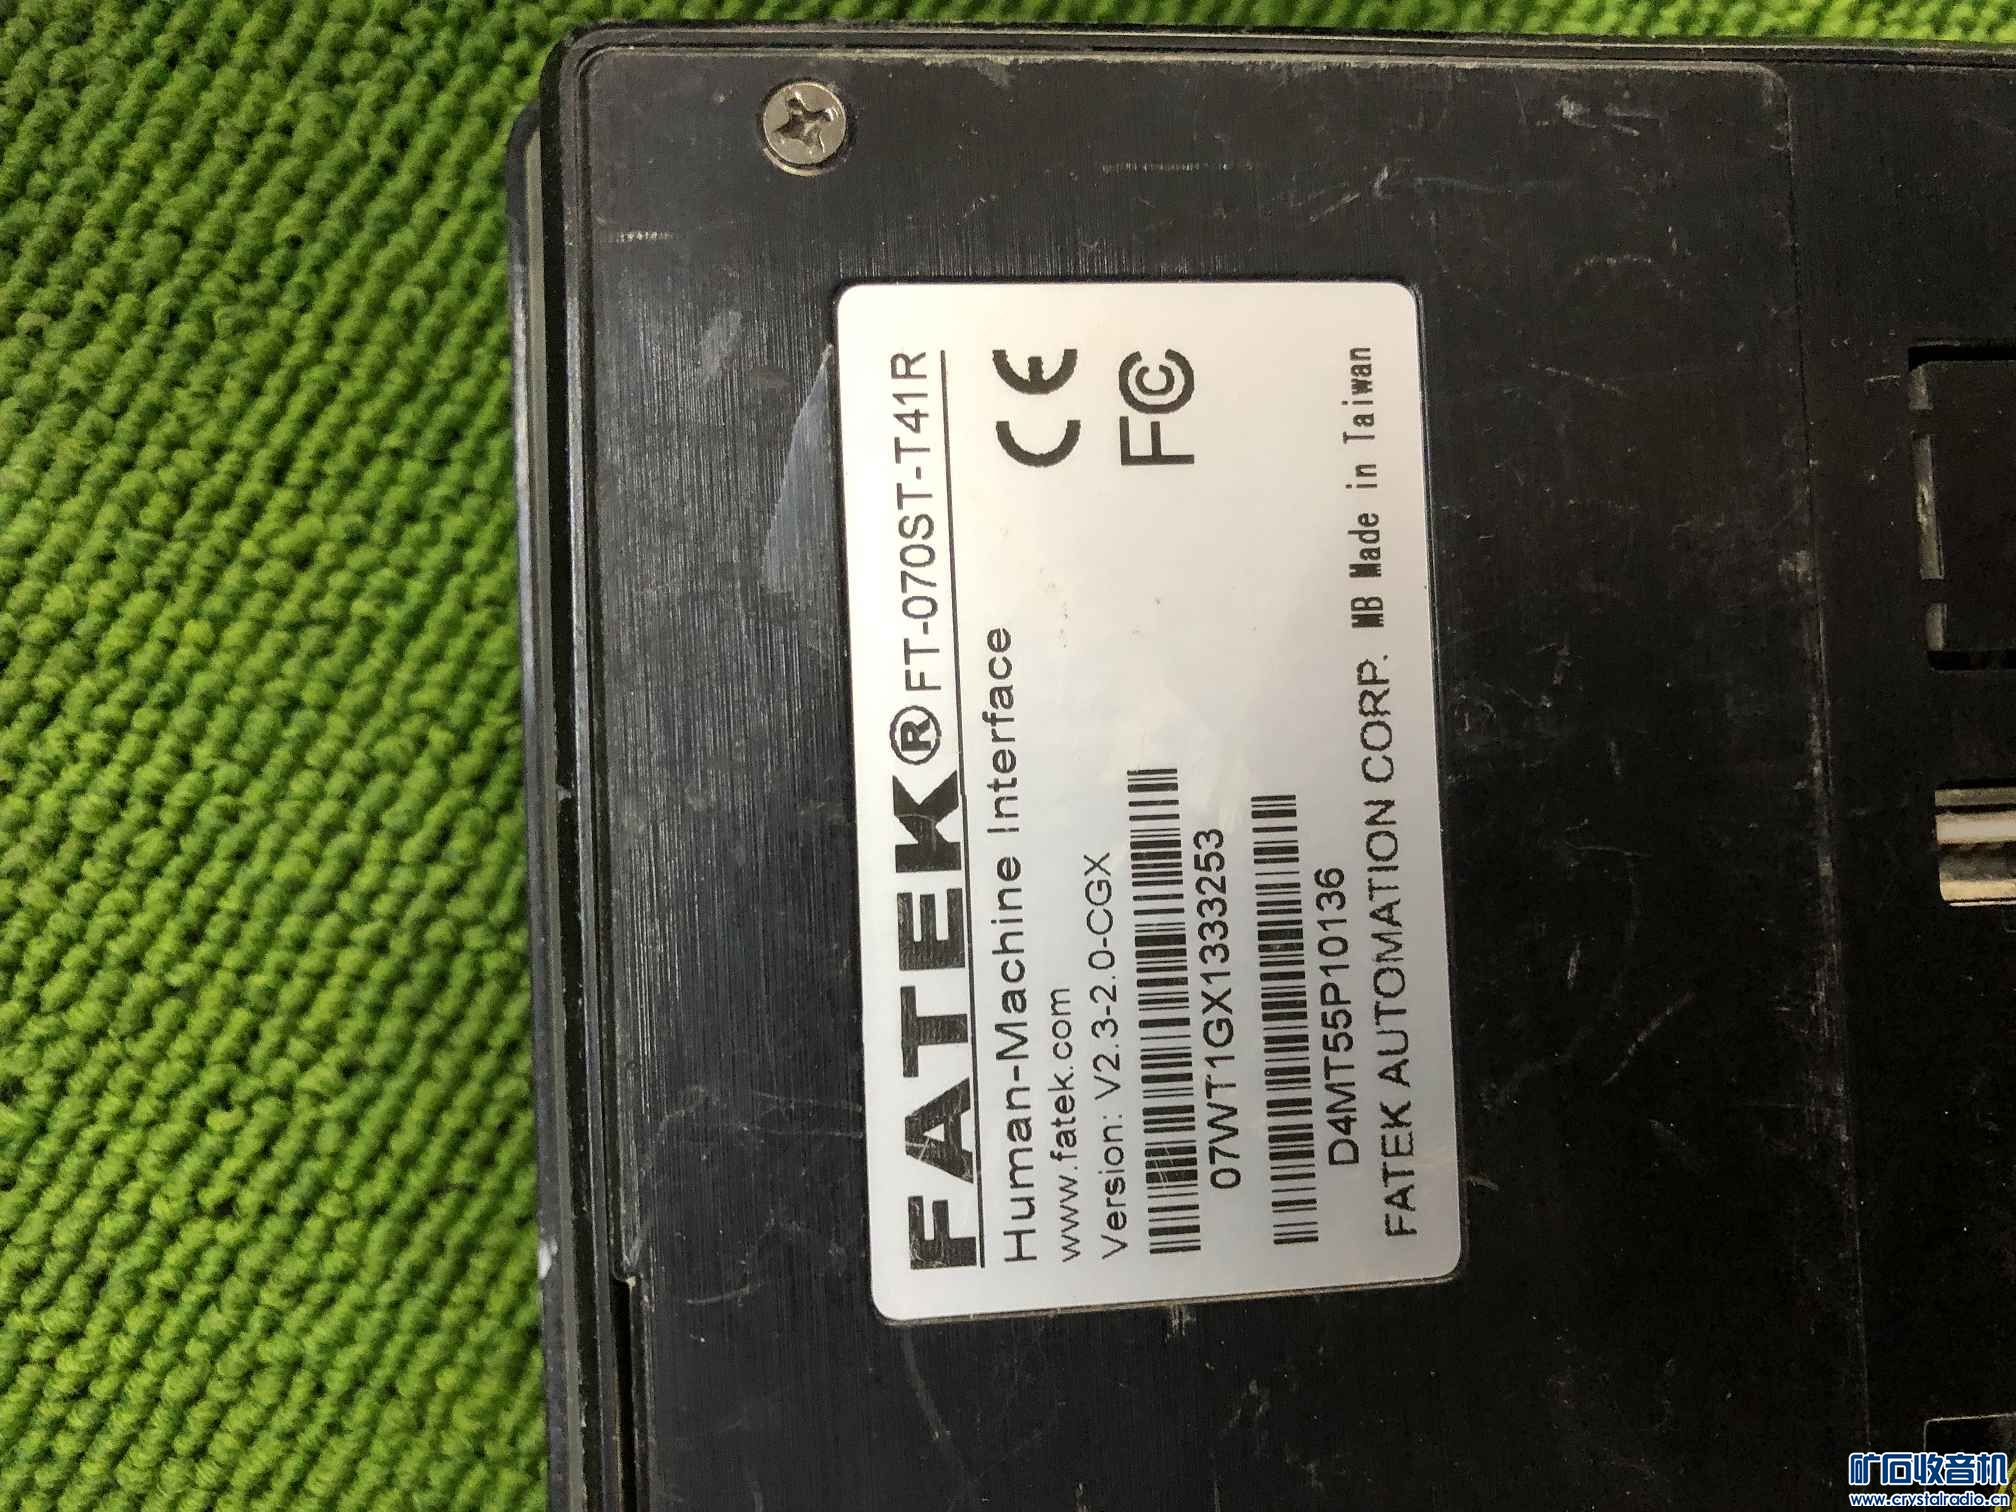 FATEK® FT-070ST-T41R
Human-Machine Interface
www.fatek.com
Version: V2.3-2.0-CGX
CE
FC
07WT1GX1333253
D4MT55P10136
FATEK AUTOMATION CORP. MB Made in Taiwan
矿石收音机
www.crystalradio.cn